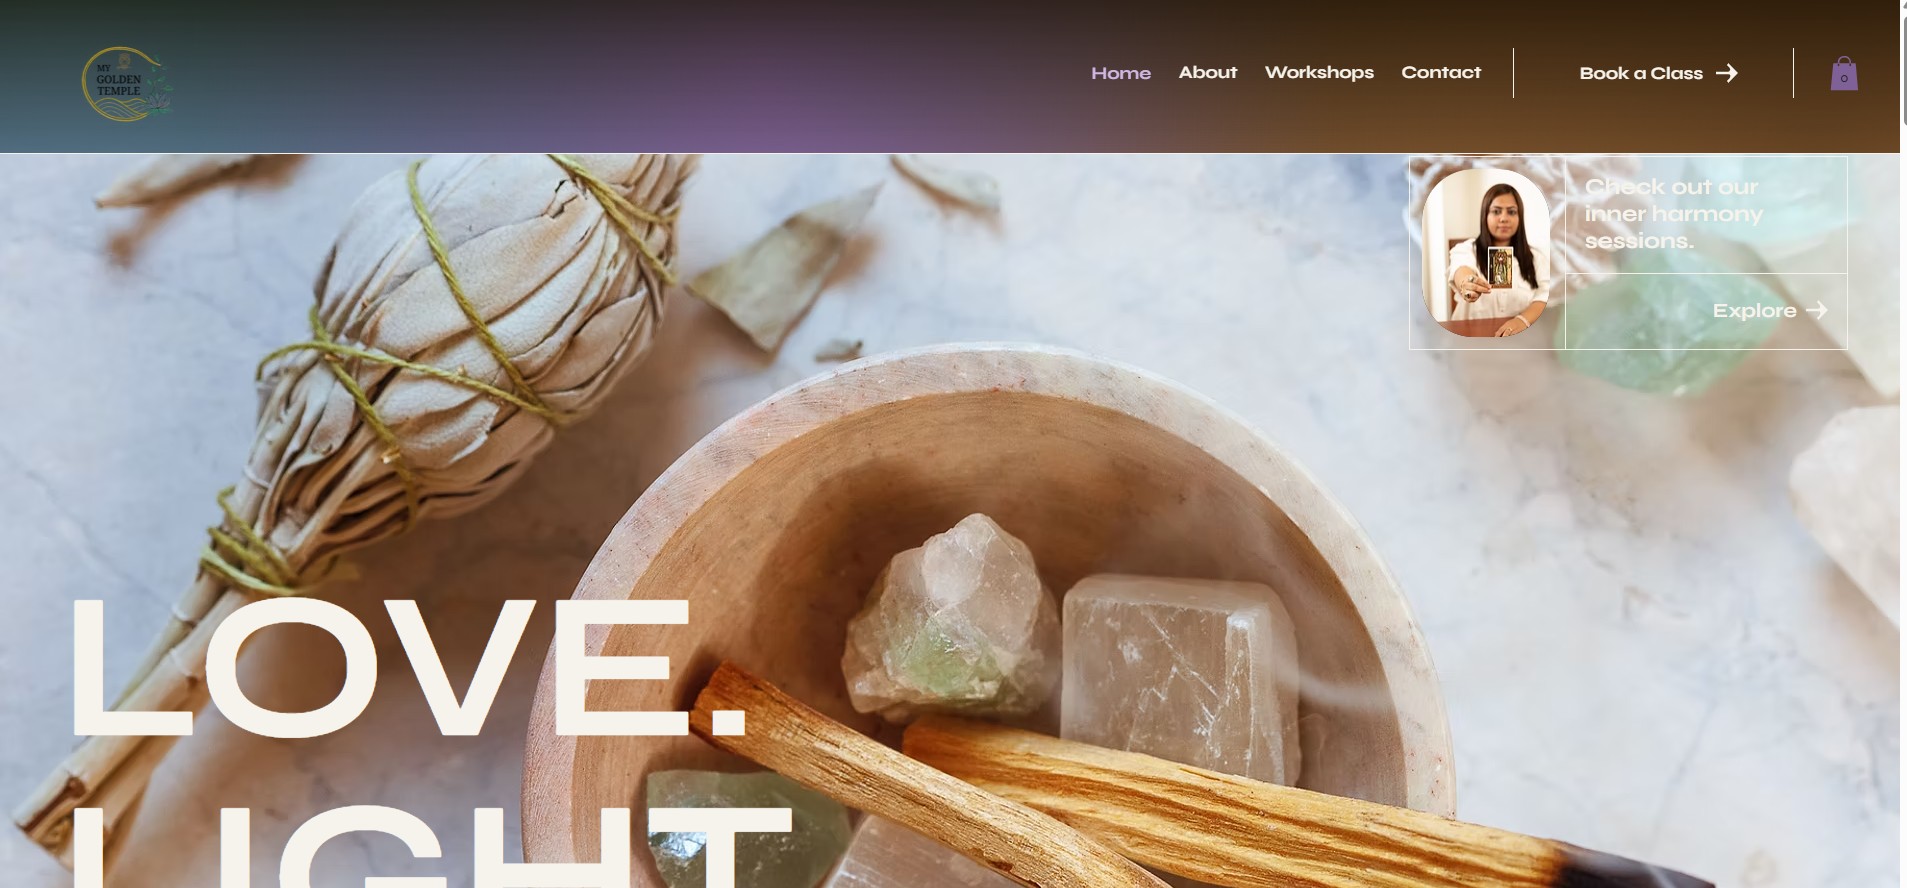 MY
GOLDEN
TEMPLE
Home
About
Workshops
Contact
Book a Class
0
Check out our
inner harmony
sessions.
Explore
LOVE.
LIGHT